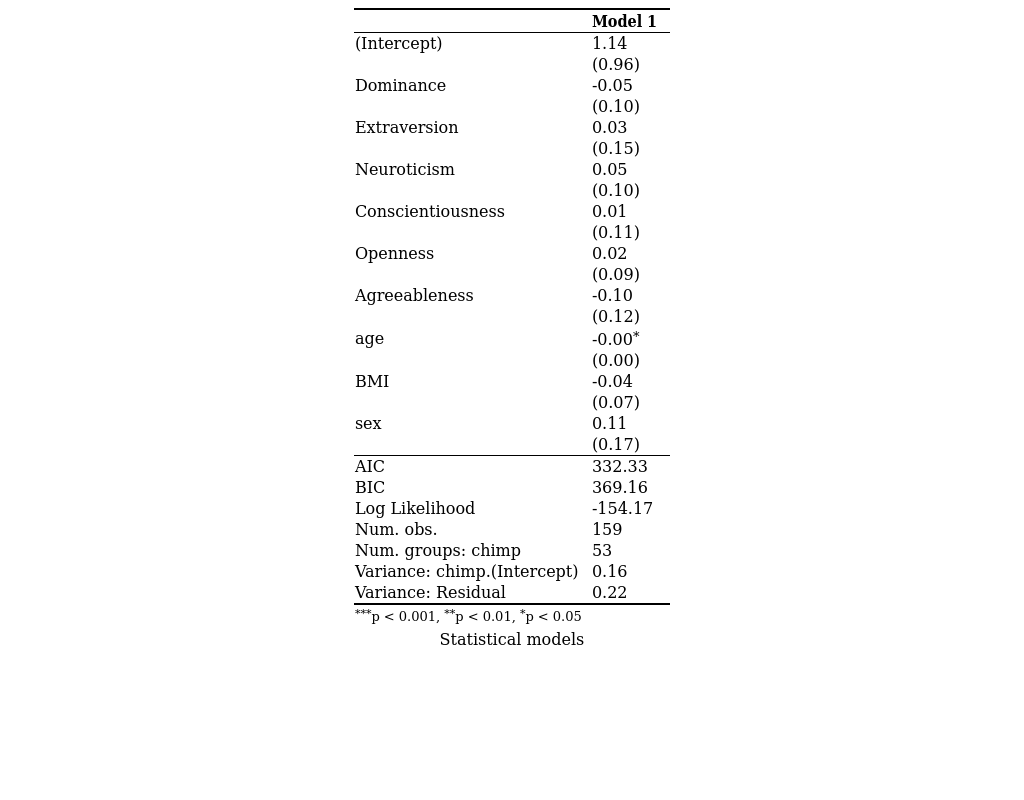 Model 1
(Intercept) 1.14
(0.96)
Dominance -0.05
(0.10)
Extraversion 0.03
(0.15)
Neuroticism 0.05
(0.10)
Conscientiousness 0.01
(0.11)
Openness 0.02
(0.09)
Agreeableness -0.10
(0.12)
age -0.00*
(0.00)
BMI -0.04
(0.07)
sex 0.11
(0.17)
AIC 332.33
BIC 369.16
Log Likelihood -154.17
Num. obs. 159
Num. groups: chimp 53
Variance: chimp.(Intercept) 0.16
Variance: Residual 0.22
***p < 0.001, **p < 0.01, *p < 0.05
Statistical models